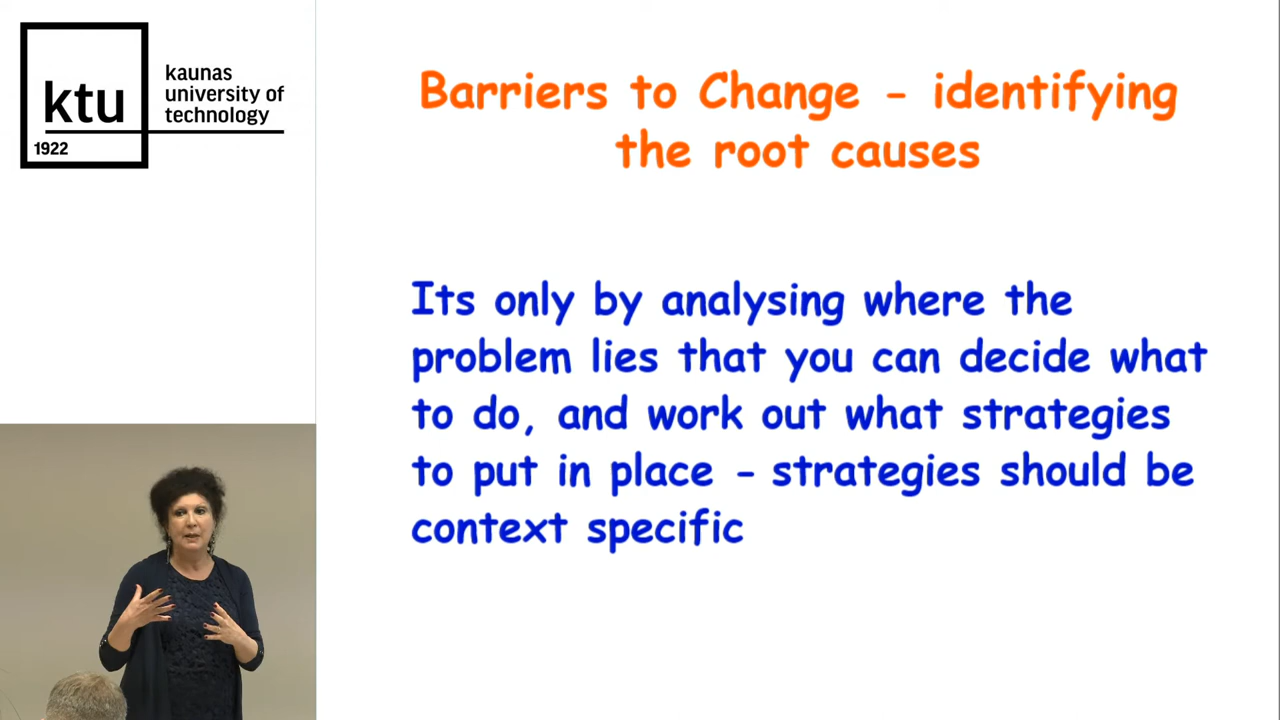 ktu
1922
kaunas
university of
technology
Barriers to Change - identifying
the root causes
Its only by analysing where the
problem lies that you can decide what
to do, and work out what strategies
to put in place - strategies should be
context specific